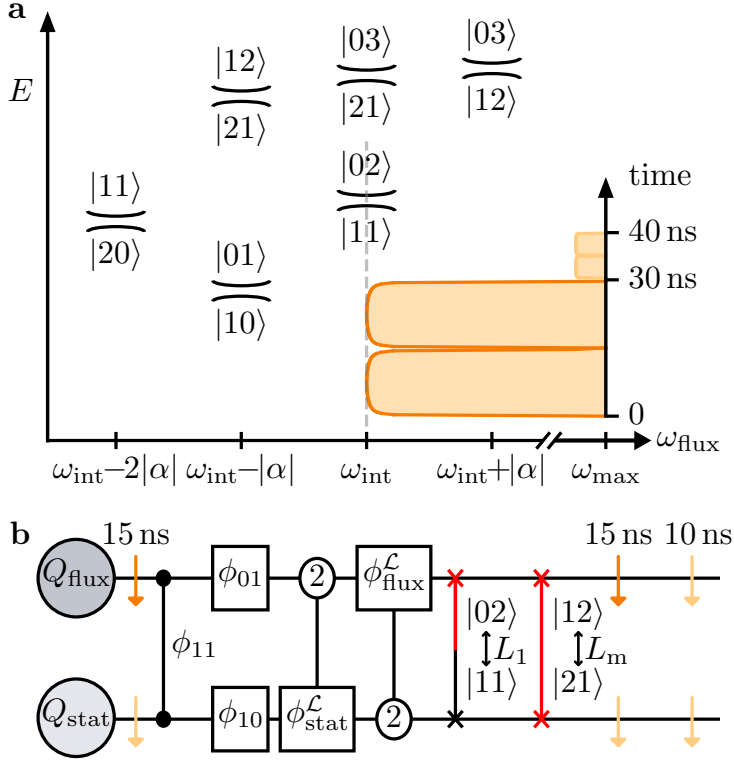 a
E
|12⟩
|21⟩
|03⟩
|21⟩
|03⟩
|12⟩
|11⟩
|20⟩
|01⟩
|10⟩
|02⟩
|11⟩
time
40 ns
30 ns
0
ω_int−2|α|
ω_int−|α|
ω_int
ω_int+|α|
ω_max
ω_flux
b
15 ns
15 ns
10 ns
Q_flux
ϕ_01
2
ϕ^ℒ_flux
ϕ_11
|02⟩
L_1
|11⟩
|12⟩
L_m
|21⟩
Q_stat
ϕ_10
ϕ^ℒ_stat
2